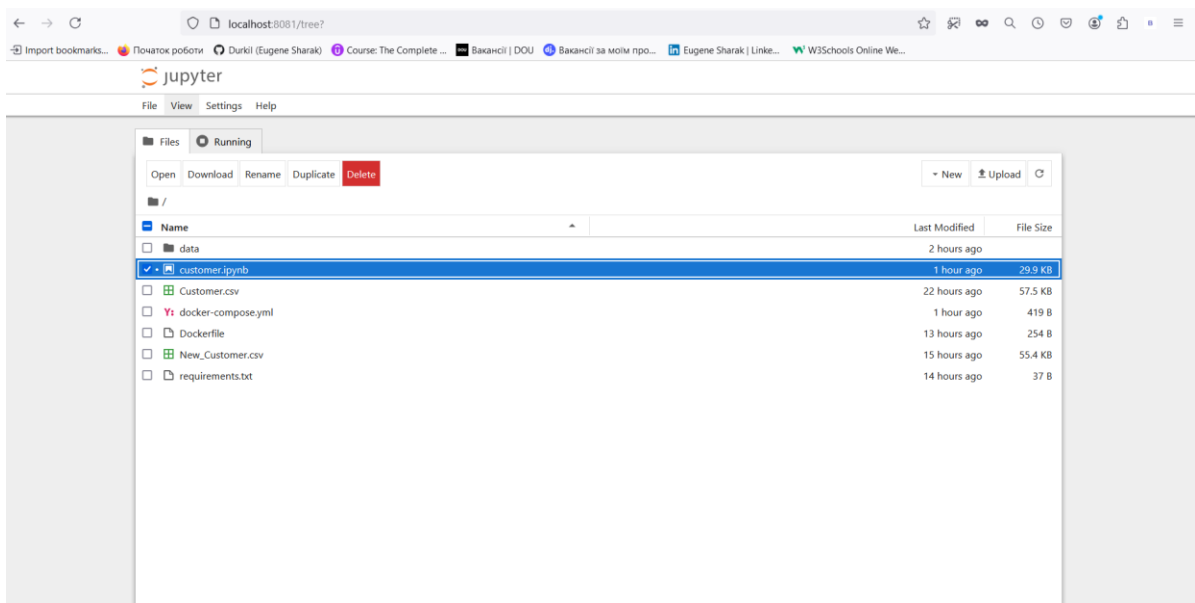 localhost:8081/tree?
Import bookmarks... Початок роботи Durkil (Eugene Sharak) Course: The Complete ... DOU Вакансії | DOU Вакансії за моїм про... in Eugene Sharak | Linke... W3Schools Online We...
jupyter
File View Settings Help
Files Running
Open Download Rename Duplicate Delete New Upload
/
Name Last Modified File Size
data 2 hours ago
customer.ipynb 1 hour ago 29.9 KB
Customer.csv 22 hours ago 57.5 KB
Y: docker-compose.yml 1 hour ago 419 B
Dockerfile 13 hours ago 254 B
New_Customer.csv 15 hours ago 55.4 KB
requirements.txt 14 hours ago 37 B